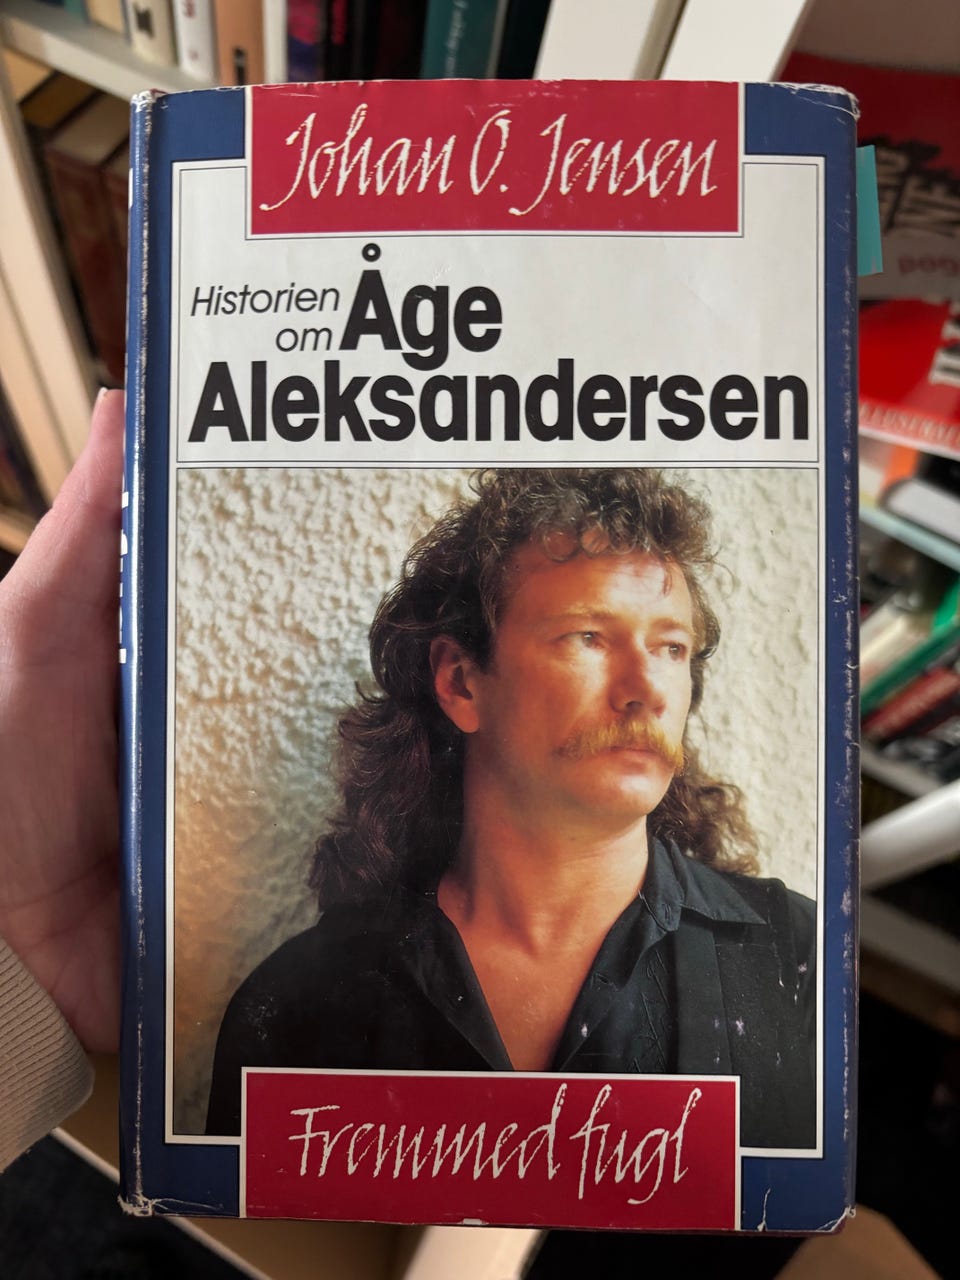 Johan O. Jensen
Historien
om Åge
Aleksandersen
Fremmed fugl